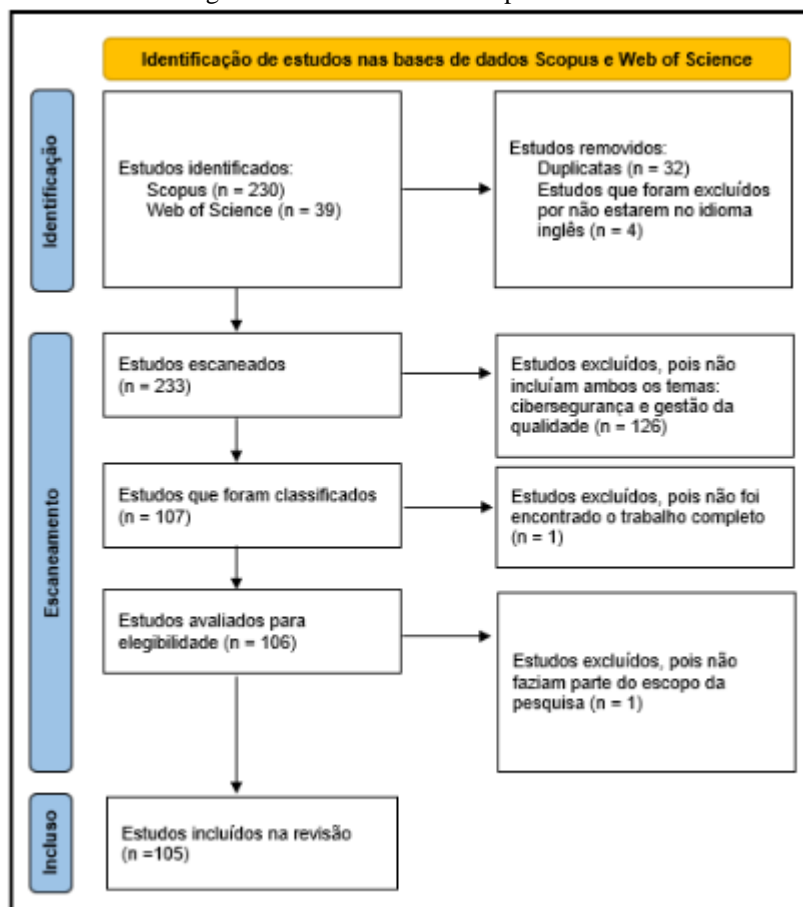 Identificação de estudos nas bases de dados Scopus e Web of Science
Identificação
Estudos identificados:
Scopus (n = 230)
Web of Science (n = 39)
Estudos removidos:
Duplicatas (n = 32)
Estudos que foram excluídos
por não estarem no idioma
inglês (n = 4)
Escaneamento
Estudos escaneados
(n = 233)
Estudos excluídos, pois não
incluíam ambos os temas:
cibersegurança e gestão da
qualidade (n = 126)
Estudos que foram classificados
(n = 107)
Estudos excluídos, pois não foi
encontrado o trabalho completo
(n = 1)
Estudos avaliados para
elegibilidade (n = 106)
Estudos excluídos, pois não
faziam parte do escopo da
pesquisa (n = 1)
Incluso
Estudos incluídos na revisão
(n =105)